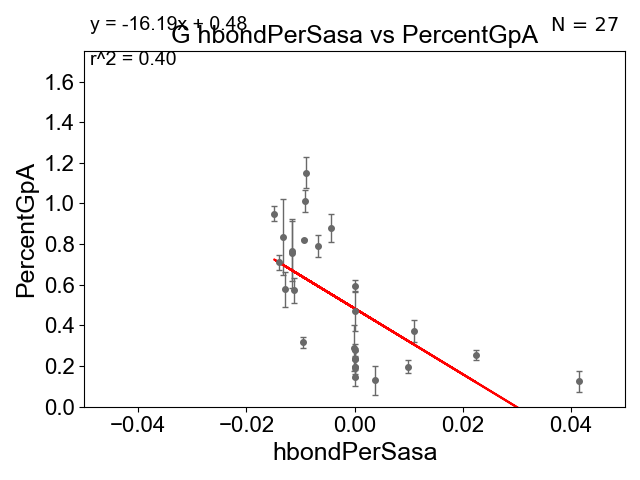 y = -16.19x + 0.48
G hbondPerSasa vs PercentGpA
N = 27
r^2 = 0.40
PercentGpA
1.6
1.4
1.2
1.0
0.8
0.6
0.4
0.2
0.0
−0.04 −0.02 0.00 0.02 0.04
hbondPerSasa